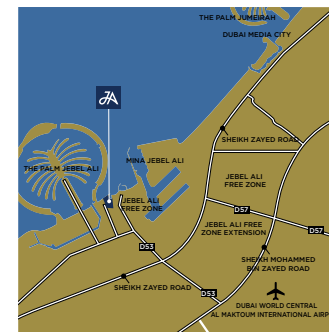 THE PALM JUMEIRAH
DUBAI MEDIA CITY
JA
SHEIKH ZAYED ROAD
MINA JEBEL ALI
THE PALM JEBEL ALI
JEBEL ALI
FREE ZONE
JEBEL ALI
FREE ZONE
D57
JEBEL ALI FREE
ZONE EXTENSION
D57
D53
SHEIKH MOHAMMED
BIN ZAYED ROAD
SHEIKH ZAYED ROAD
D53
DUBAI WORLD CENTRAL
AL MAKTOUM INTERNATIONAL AIRP